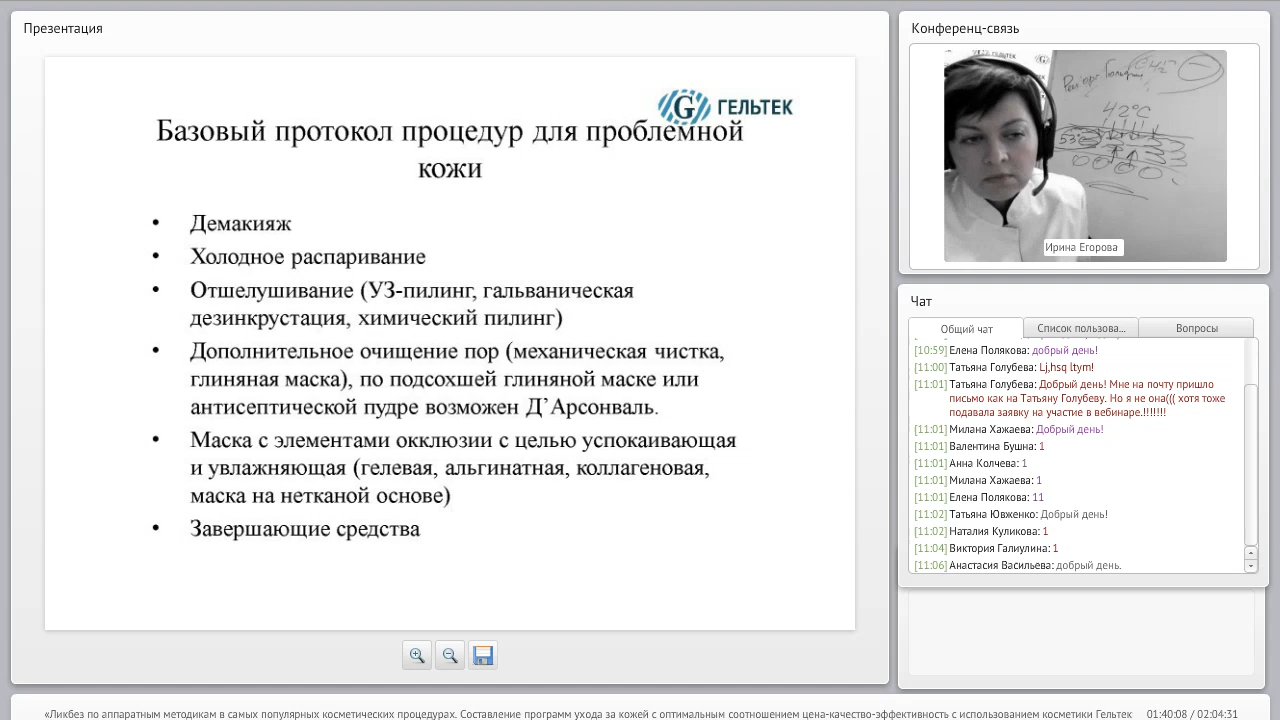 Презентация
ГЕЛЬТЕК
Базовый протокол процедур для проблемной
кожи
• Демакияж
• Холодное распаривание
• Отшелушивание (УЗ-пилинг, гальваническая
дезинкрустация, химический пилинг)
• Дополнительное очищение пор (механическая чистка,
глиняная маска), по подсохшей глиняной маске или
антисептической пудре возможен Д’Арсонваль.
• Маска с элементами окклюзии с целью успокаивающая
и увлажняющая (гелевая, альгинатная, коллагеновая,
маска на нетканой основе)
• Завершающие средства
Конференц-связь
42°C
53°C
Ирина Егорова
Чат
Общий чат
Список пользова...
Вопросы
[10:59] Елена Полякова: добрый день!
[11:00] Татьяна Голубева: Lj,hsq ltym!
[11:01] Татьяна Голубева: Добрый день! Мне на почту пришло
письмо как на Татьяну Голубеву. Но я не она((( хотя тоже
подавала заявку на участие в вебинаре.!!!!!!!
[11:01] Милана Хажаева: Добрый день!
[11:01] Валентина Бушна: 1
[11:01] Анна Колчева: 1
[11:01] Милана Хажаева: 1
[11:01] Елена Полякова: 11
[11:02] Татьяна Ювженко: Добрый день!
[11:02] Наталия Куликова: 1
[11:04] Виктория Галиулина: 1
[11:06] Анастасия Васильева: добрый день.
«Ликбез по аппаратным методикам в самых популярных косметических процедурах. Составление программ ухода за кожей с оптимальным соотношением цена-качество-эффективность с использованием косметики Гельтек 01:40:08 / 02:04:31